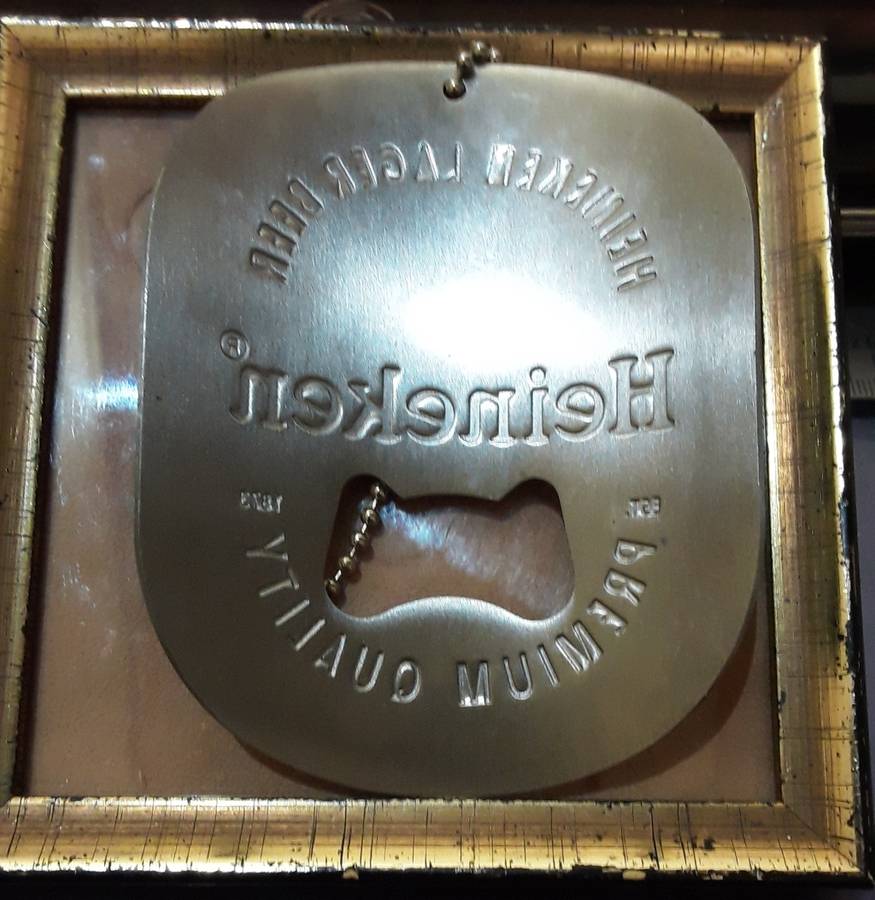 HEINEKEN LAGER BEER
Heineken®
EST. 1873
PREMIUM QUALITY